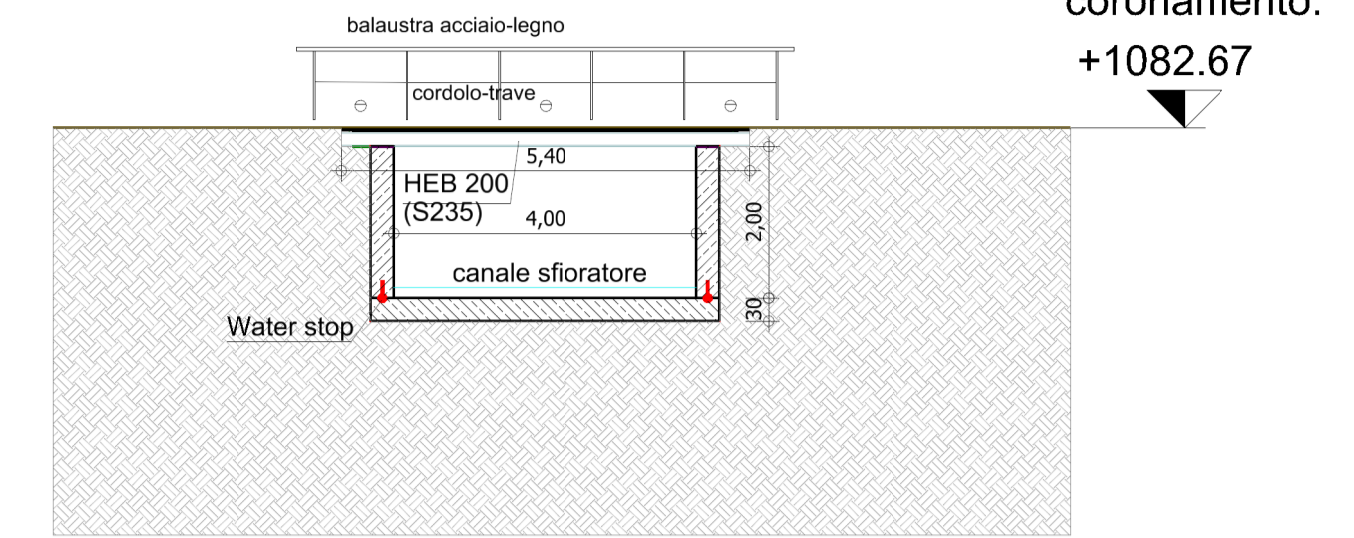 coronamento:
+1082.67
balaustra acciaio-legno
cordolo-trave
5,40
HEB 200
(S235)
4,00
2,00
canale sfioratore
30
Water stop